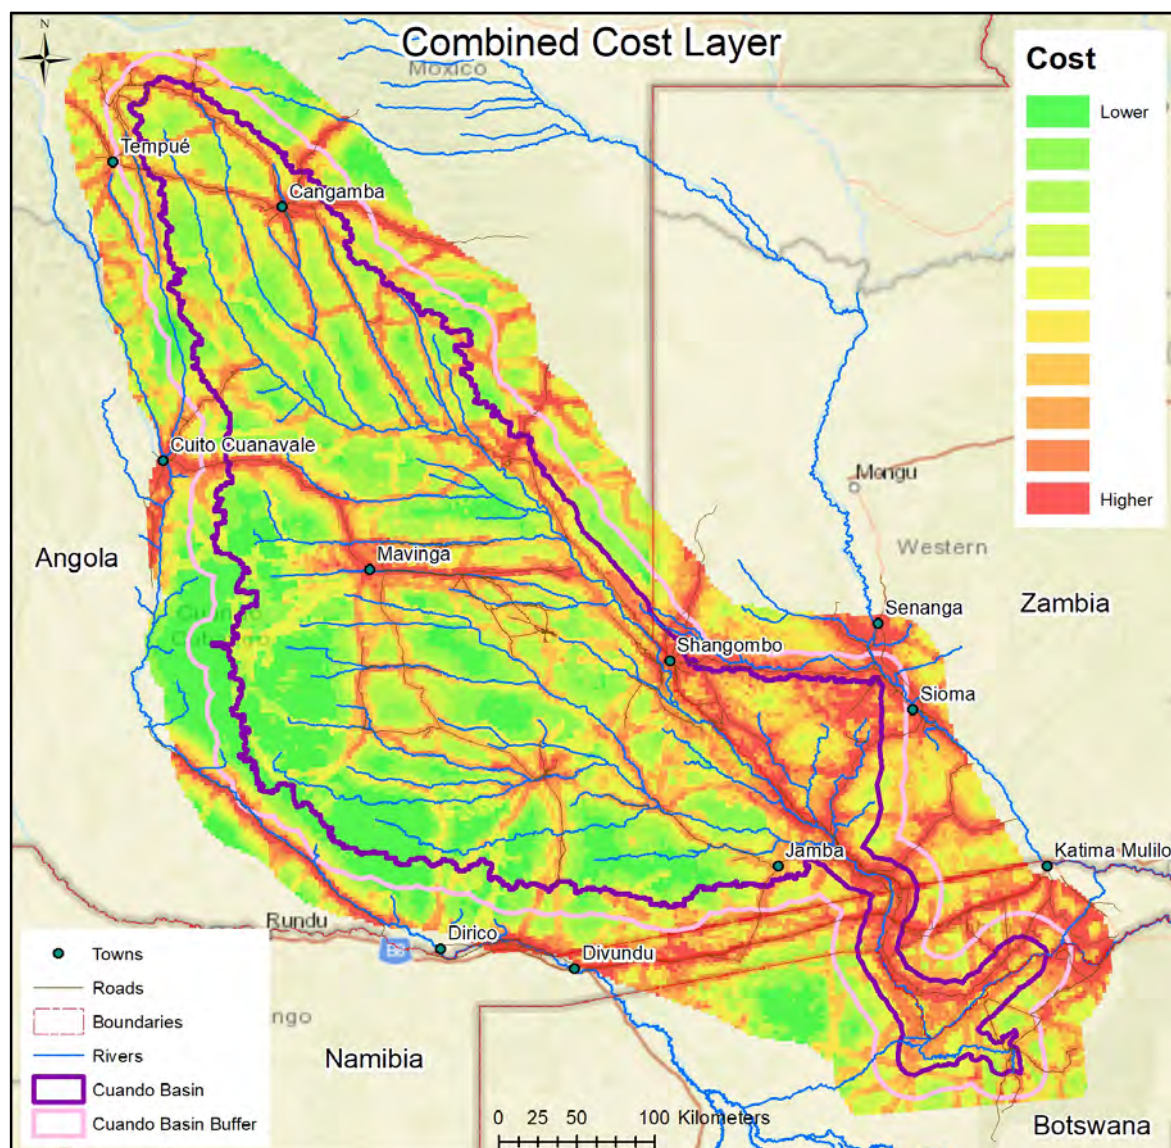 N
Combined Cost Layer
Moxico
Cost
Lower
Higher
Tempué
Cangamba
Cuito Cuanavale
Mongu
Angola
Western
Mavinga
Zambia
Senanga
Shangombo
Sioma
Jamba
Katima Mulilo
Rundu
Dirico
B8
Divundu
Namibia
Botswana
Towns
Roads
Boundaries
Rivers
Cuando Basin
Cuando Basin Buffer
0 25 50 100 Kilometers